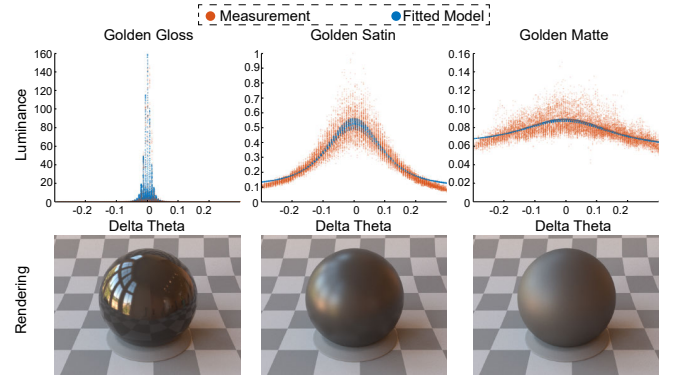 Measurement Fitted Model
Golden Gloss Golden Satin Golden Matte
Luminance
160
140
120
100
80
60
40
20
0
-0.2 -0.1 0 0.1 0.2
Delta Theta
1
0.9
0.8
0.7
0.6
0.5
0.4
0.3
0.2
0.1
0
-0.2 -0.1 0 0.1 0.2
Delta Theta
0.16
0.14
0.12
0.10
0.08
0.06
0.04
0.02
0
-0.2 -0.1 0 0.1 0.2
Delta Theta
Rendering